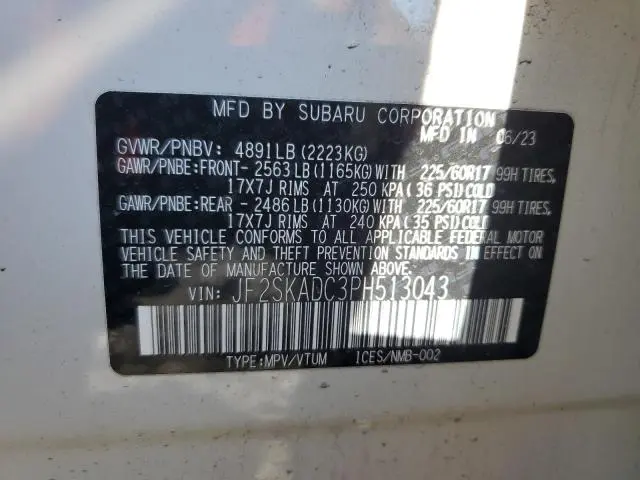 MFD BY SUBARU CORPORATION
MFD IN 06/23
GVWR/PNBV: 4891LB (2223KG)
GAWR/PNBE:FRONT- 2563LB (1165KG) WITH 225/60R17 99H TIRES,
17X7J RIMS AT 250 KPA (36 PSI) COLD
GAWR/PNBE:REAR - 2486LB (1130KG) WITH 225/60R17 99H TIRES,
17X7J RIMS AT 240 KPA (35 PSI) COLD
THIS VEHICLE CONFORMS TO ALL APPLICABLE FEDERAL MOTOR
VEHICLE SAFETY AND THEFT PREVENTION STANDARDS IN EFFECT ON
THE DATE OF MANUFACTURE SHOWN ABOVE.
VIN: JF2SKADC3PH513043
TYPE:MPV/VTUM ICES/NMB-002